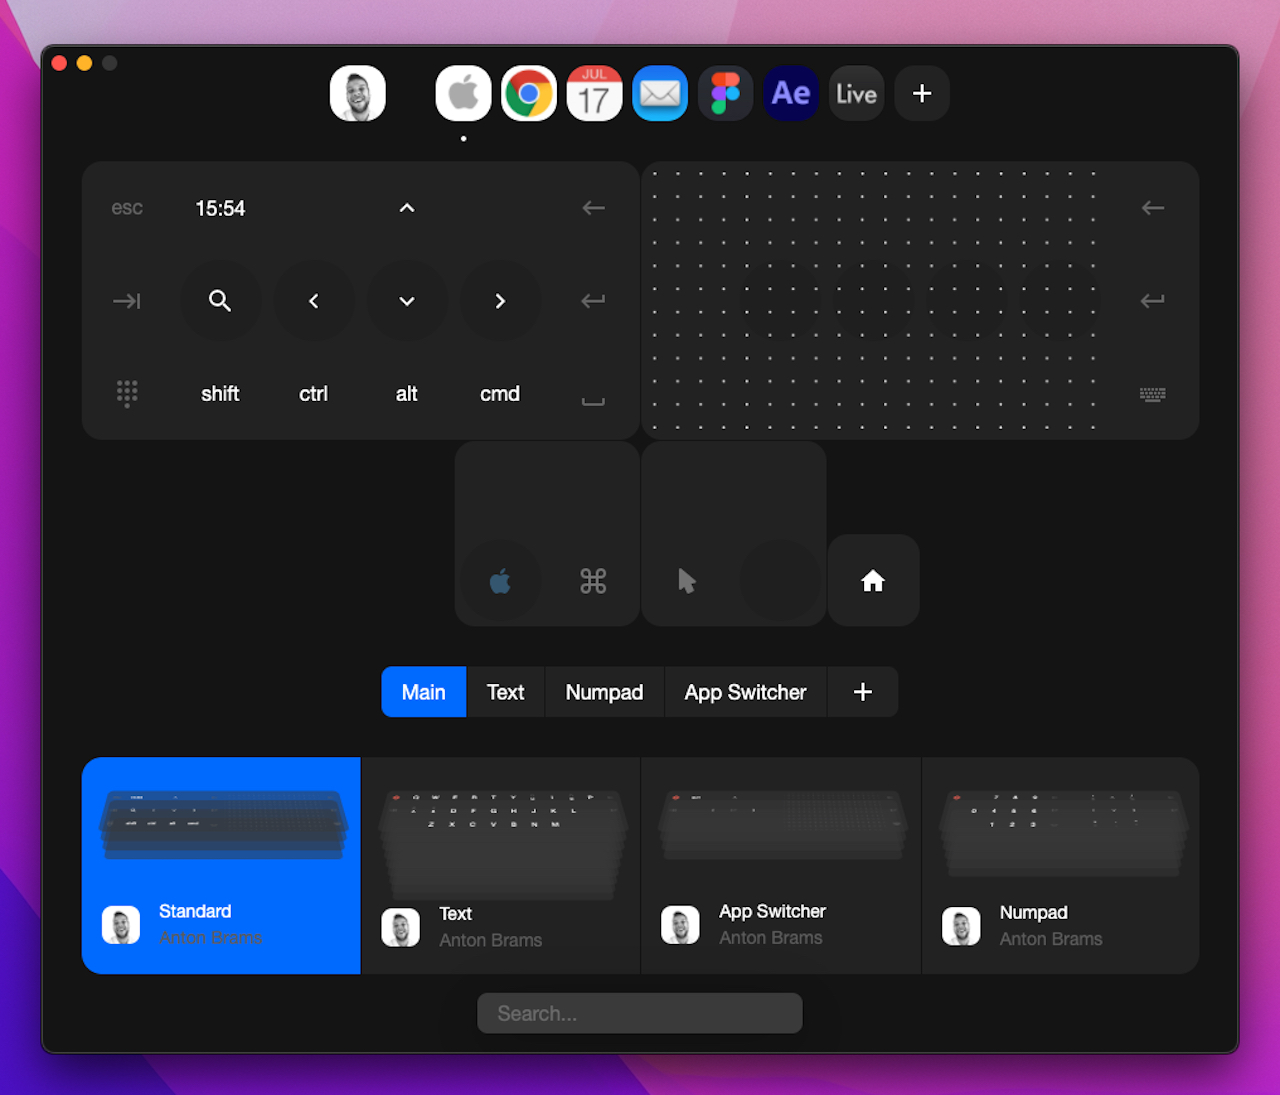 JUL
17
Ae
Live
+
esc
15:54
shift
ctrl
alt
cmd
Main
Text
Numpad
App Switcher
+
Standard
Anton Brams
Text
Anton Brams
App Switcher
Anton Brams
Numpad
Anton Brams
Search...